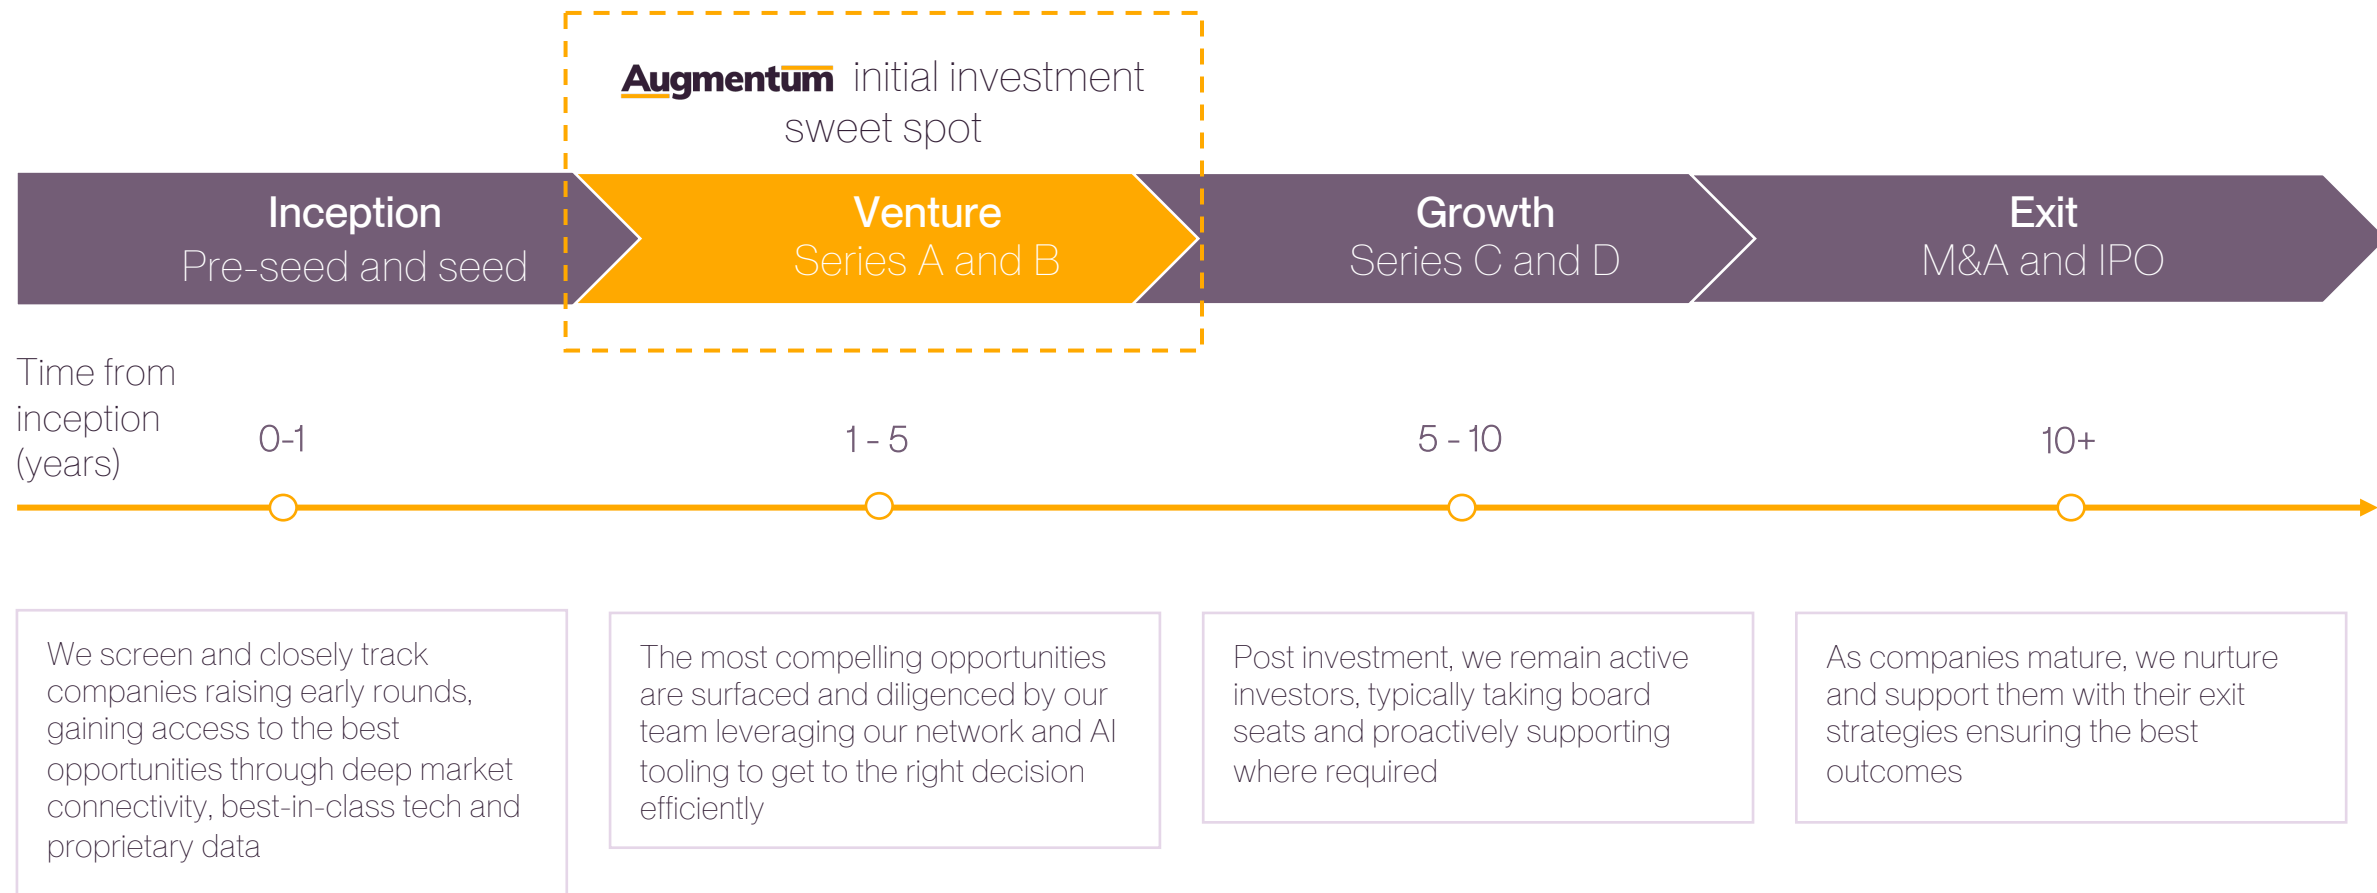 Augmentum initial investment
sweet spot
Inception
Pre-seed and seed
Venture
Series A and B
Growth
Series C and D
Exit
M&A and IPO
Time from
inception
(years)
0-1
1 - 5
5 - 10
10+
We screen and closely track
companies raising early rounds,
gaining access to the best
opportunities through deep market
connectivity, best-in-class tech and
proprietary data
The most compelling opportunities
are surfaced and diligenced by our
team leveraging our network and AI
tooling to get to the right decision
efficiently
Post investment, we remain active
investors, typically taking board
seats and proactively supporting
where required
As companies mature, we nurture
and support them with their exit
strategies ensuring the best
outcomes